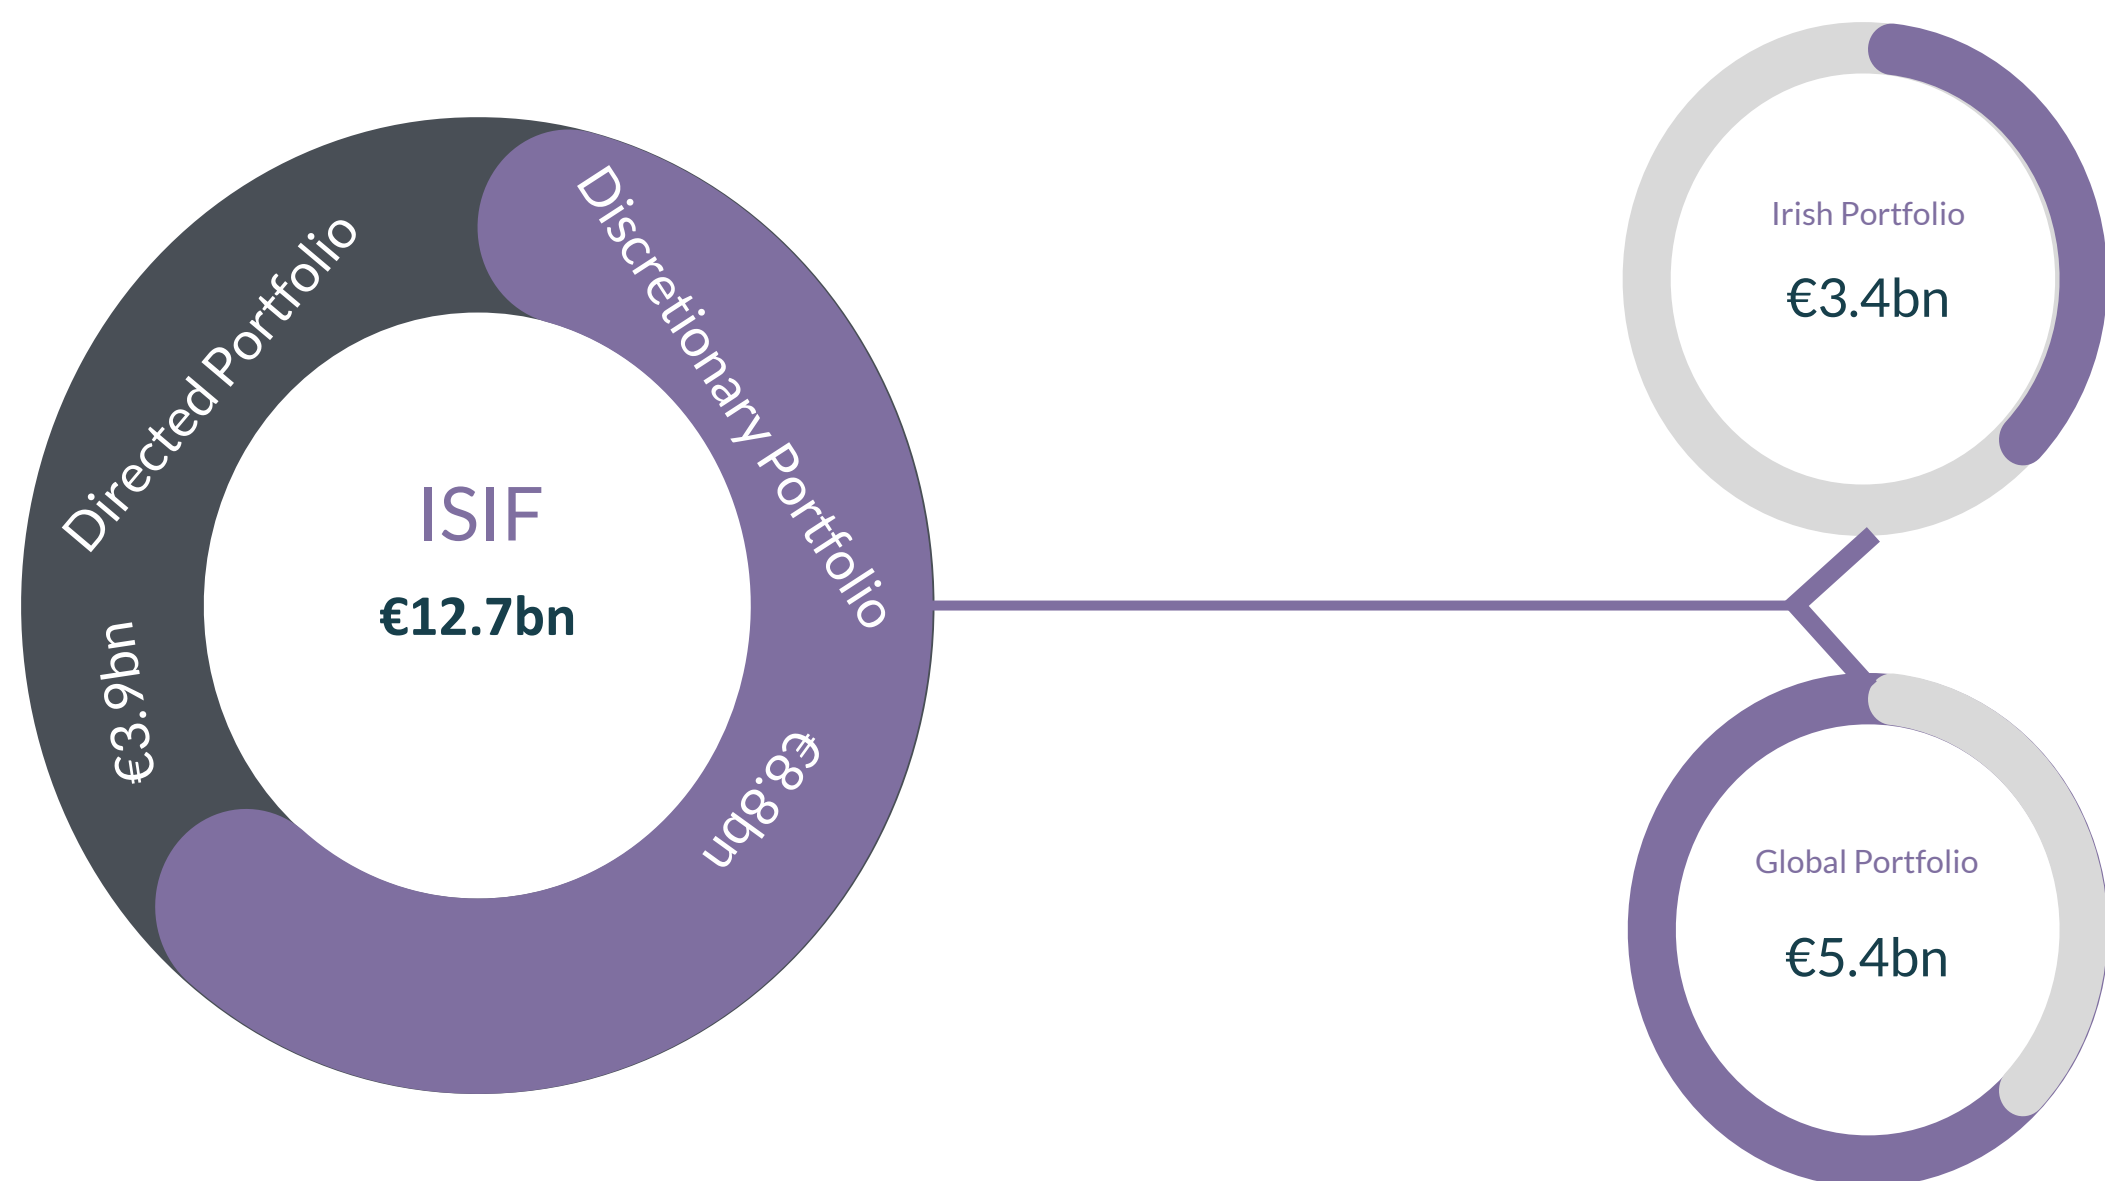 Directed Portfolio
€3.9bn
Discretionary Portfolio
€8.8bn
ISIF
€12.7bn
Irish Portfolio
€3.4bn
Global Portfolio
€5.4bn